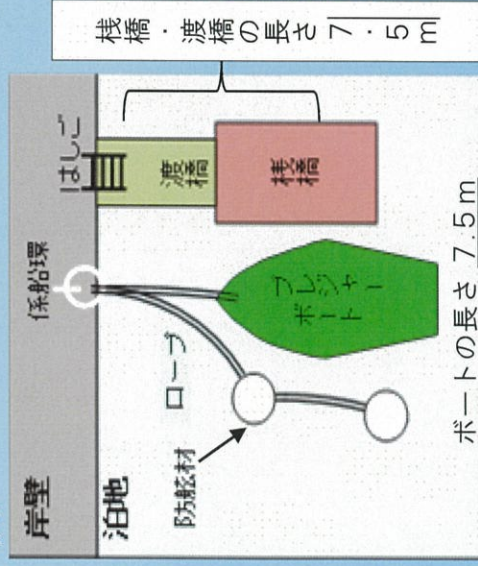 岸壁
係船環
はしご
泊地
ロープ
防舷材
渡橋
桟橋
プレジャー
ボート
桟橋・渡橋の長さ 7.5m
ボートの長さ 7.5m